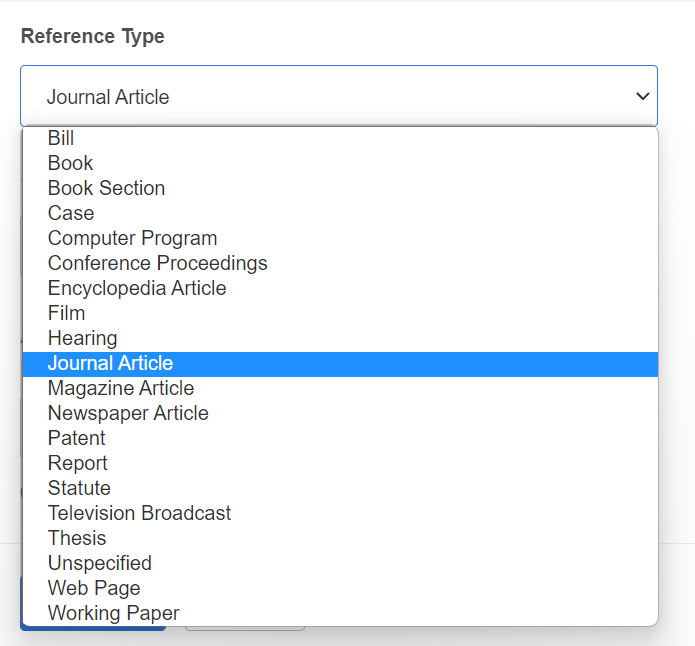 Reference Type
Journal Article
Bill
Book
Book Section
Case
Computer Program
Conference Proceedings
Encyclopedia Article
Film
Hearing
Journal Article
Magazine Article
Newspaper Article
Patent
Report
Statute
Television Broadcast
Thesis
Unspecified
Web Page
Working Paper